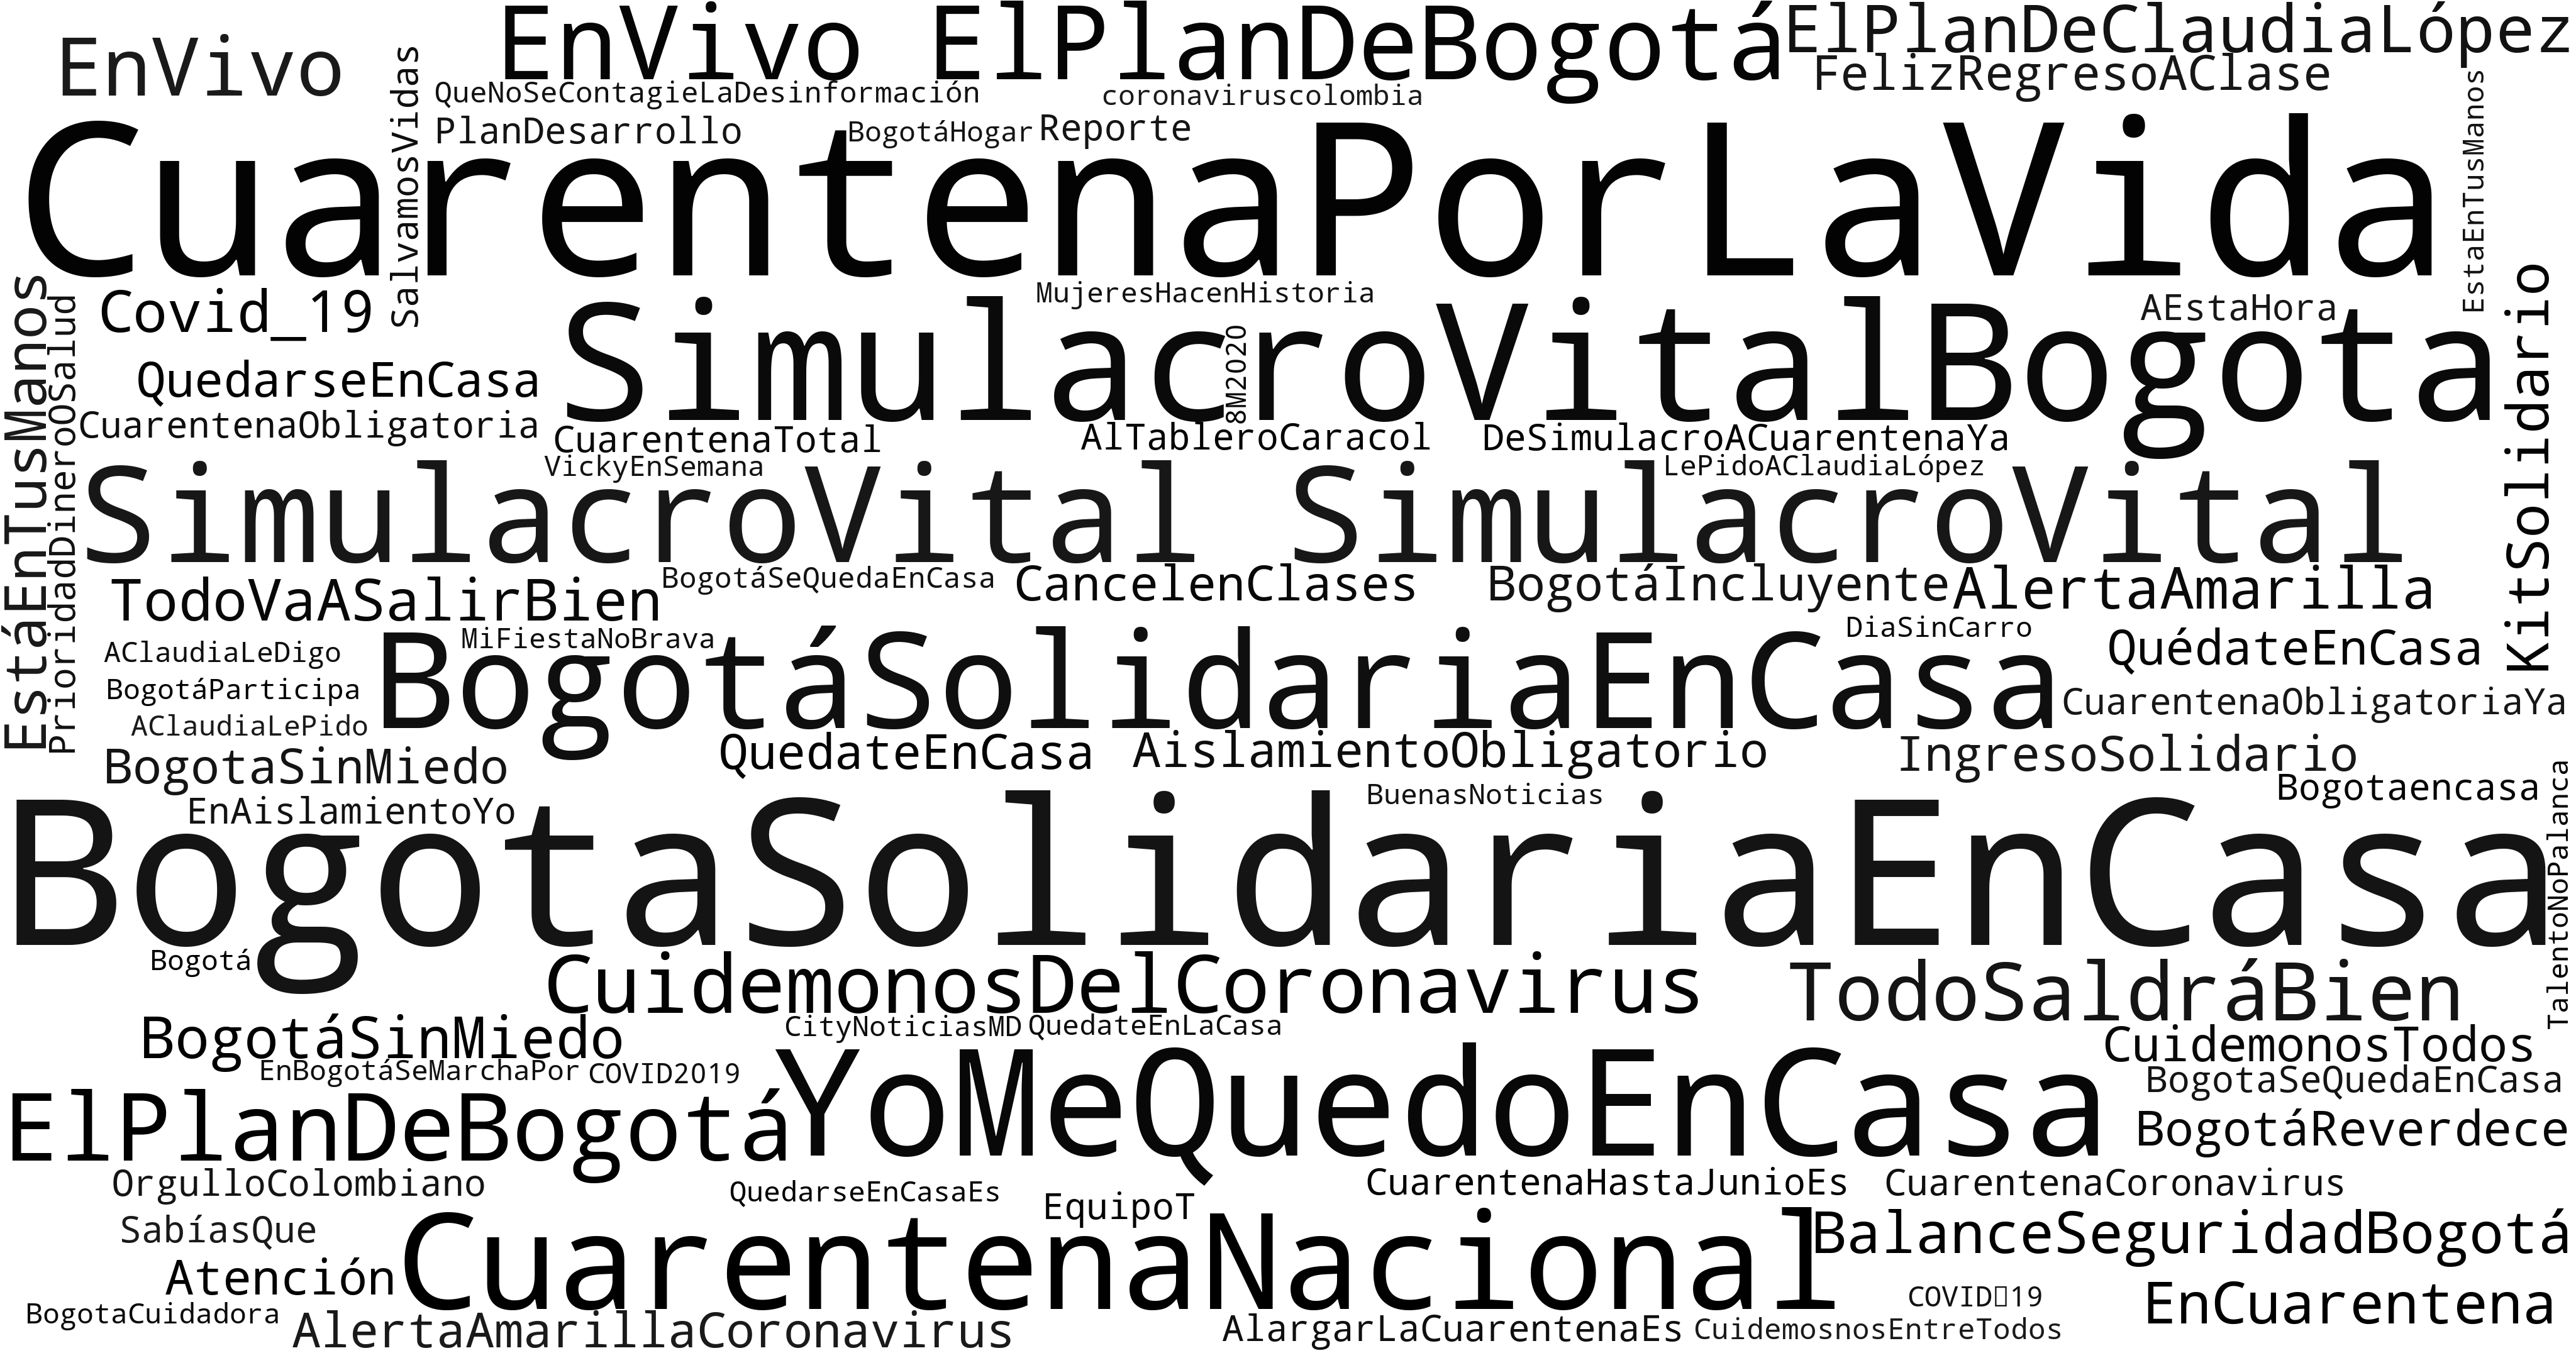 EnVivo
EnVivo
ElPlanDeBogotá
ElPlanDeClaudiaLópez
FelizRegresoAClase
SalvamosVidas
QueNoSeContagieLaDesinformación
coronaviruscolombia
PlanDesarrollo
BogotáHogar
Reporte
EstaEnTusManos
CuarentenaPorLaVida
MujeresHacenHistoria
Covid_19
AEstaHora
SimulacroVitalBogota
8M2020
KitSolidario
EstáEnTusManos
PrioridadDineroOSalud
QuedarseEnCasa
CuarentenaObligatoria
CuarentenaTotal
AlTableroCaracol
DeSimulacroACuarentenaYa
VickyEnSemana
LePidoAClaudiaLópez
SimulacroVital
SimulacroVital
TodoVaASalirBien
BogotáSeQuedaEnCasa
CancelenClases
BogotáIncluyente
AlertaAmarilla
MiFiestaNoBrava
DiaSinCarro
AClaudiaLeDigo
BogotáSolidariaEnCasa
QuédateEnCasa
BogotáParticipa
CuarentenaObligatoriaYa
AClaudiaLePido
BogotaSinMiedo
QuedateEnCasa
AislamientoObligatorio
IngresoSolidario
Bogotaencasa
EnAislamientoYo
BuenasNoticias
BogotaSolidariaEnCasa
TalentoNoPalanca
Bogotá
CuidemonosDelCoronavirus
TodoSaldráBien
BogotáSinMiedo
CityNoticiasMD
QuedateEnLaCasa
CuidemonosTodos
EnBogotáSeMarchaPor
COVID2019
BogotaSeQuedaEnCasa
ElPlanDeBogotá
YoMeQuedoEnCasa
BogotáReverdece
OrgulloColombiano
QuedarseEnCasaEs
CuarentenaHastaJunioEs
CuarentenaCoronavirus
EquipoT
SabíasQue
CuarentenaNacional
BalanceSeguridadBogotá
Atención
COVID▯19
EnCuarentena
BogotaCuidadora
AlertaAmarillaCoronavirus
AlargarLaCuarentenaEs
CuidemosnosEntreTodos